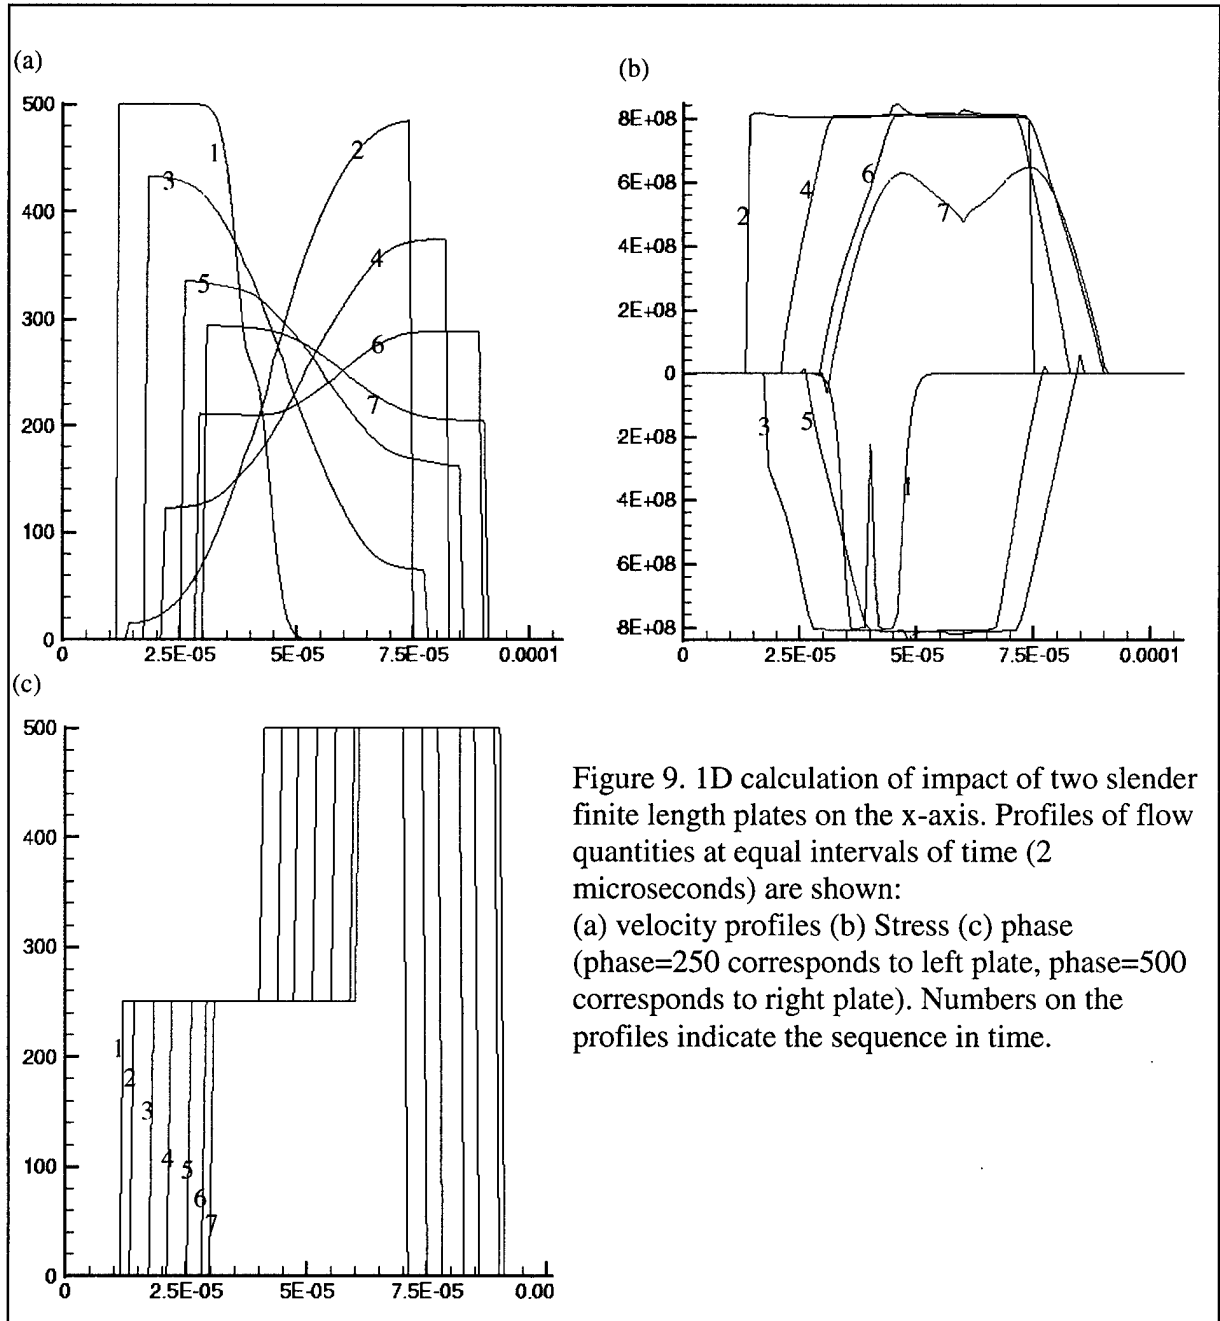 (a)
500
400
300
200
100
0
0
2.5E-05
5E-05
7.5E-05
0.0001
1
2
3
4
5
6
7
(b)
8E+08
6E+08
4E+08
2E+08
0
2E+08
4E+08
6E+08
8E+08
0
2.5E-05
5E-05
7.5E-05
0.0001
2
4
6
7
3
5
1
(c)
500
400
300
200
100
0
0
2.5E-05
5E-05
7.5E-05
0.00
1
2
3
4
5
6
7
Figure 9. 1D calculation of impact of two slender
finite length plates on the x-axis. Profiles of flow
quantities at equal intervals of time (2
microseconds) are shown:
(a) velocity profiles (b) Stress (c) phase
(phase=250 corresponds to left plate, phase=500
corresponds to right plate). Numbers on the
profiles indicate the sequence in time.